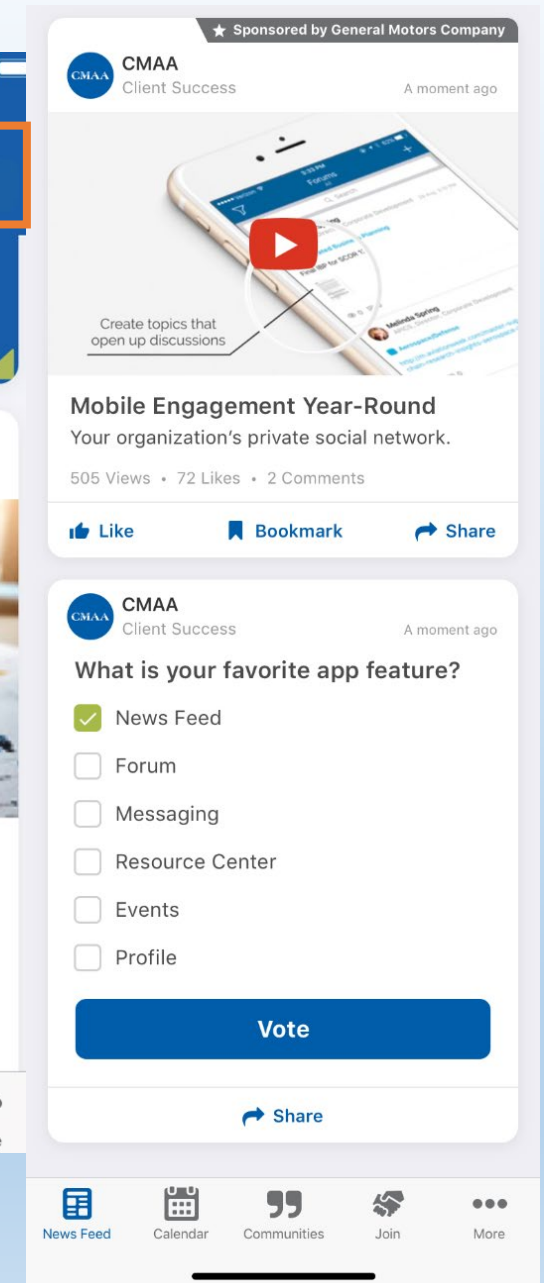 ★ Sponsored by General Motors Company
CMAA
CMAA
Client Success
A moment ago
Forums
Search
Create topics that
open up discussions
Melinda Spring
Mobile Engagement Year-Round
Your organization's private social network.
505 Views • 72 Likes • 2 Comments
Like
Bookmark
Share
CMAA
CMAA
Client Success
A moment ago
What is your favorite app feature?
News Feed
Forum
Messaging
Resource Center
Events
Profile
Vote
Share
News Feed
Calendar
Communities
Join
More